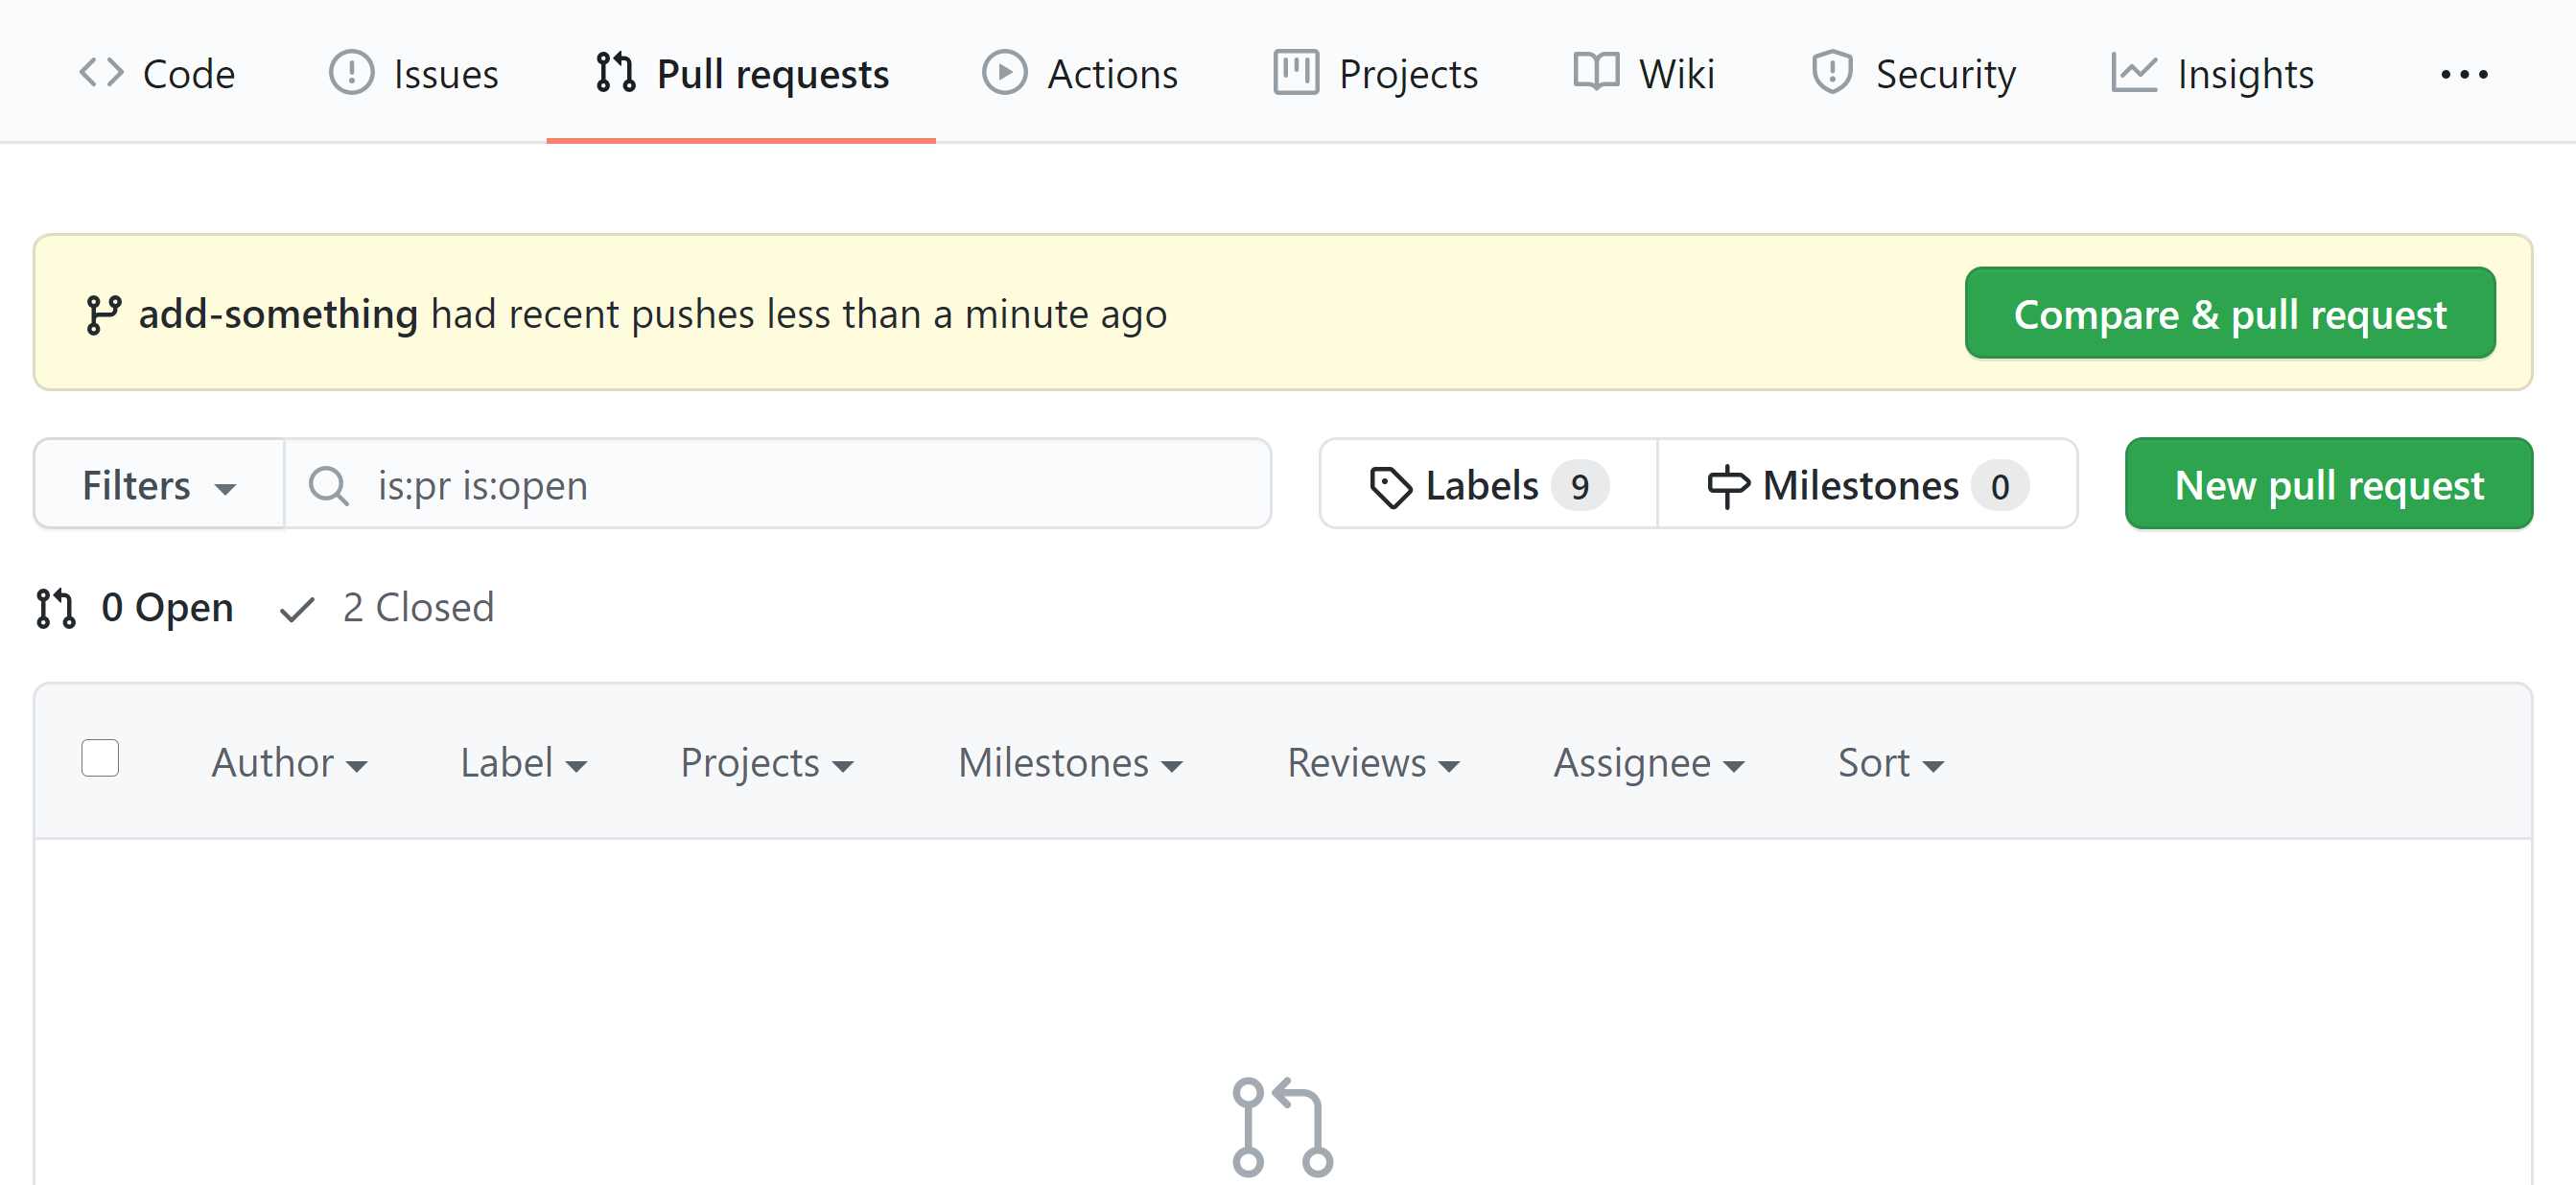 Code Issues Pull requests Actions Projects Wiki Security Insights ...
add-something had recent pushes less than a minute ago Compare & pull request
Filters is:pr is:open Labels 9 Milestones 0 New pull request
0 Open 2 Closed
Author Label Projects Milestones Reviews Assignee Sort